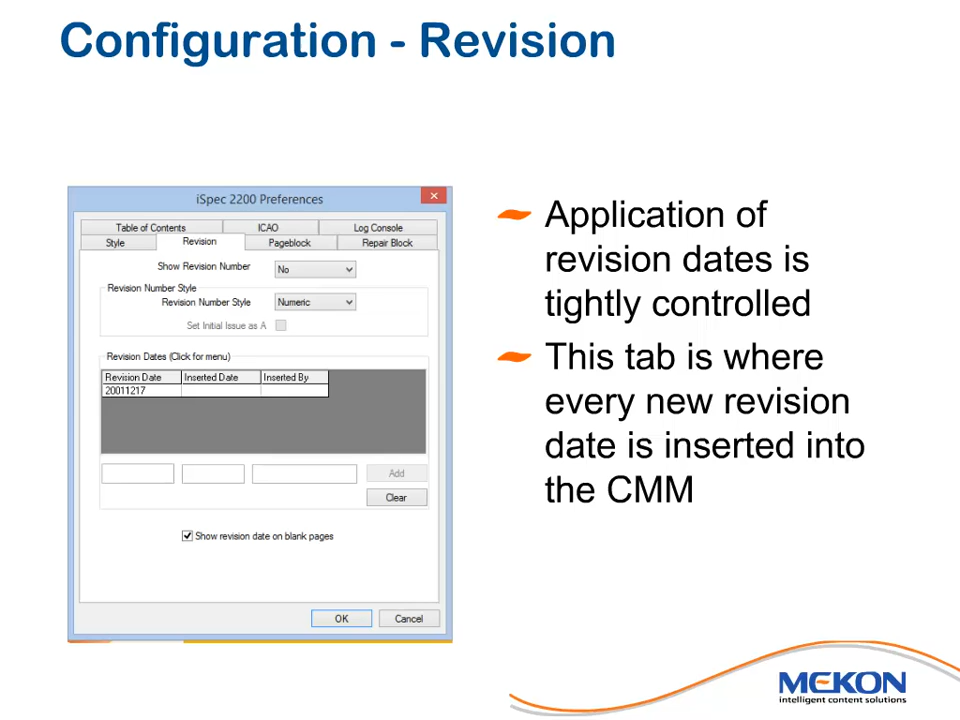 Configuration - Revision
iSpec 2200 Preferences
Table of Contents ICAO Log Console
Style Revision Pageblock Repair Block
Show Revision Number No
Revision Number Style
Revision Number Style Numeric
Set Initial Issue as A
Revision Dates (Click for menu)
Revision Date Inserted Date Inserted By
20011217
Add
Clear
Show revision date on blank pages
OK Cancel
Application of
revision dates is
tightly controlled
This tab is where
every new revision
date is inserted into
the CMM
MEKON
intelligent content solutions